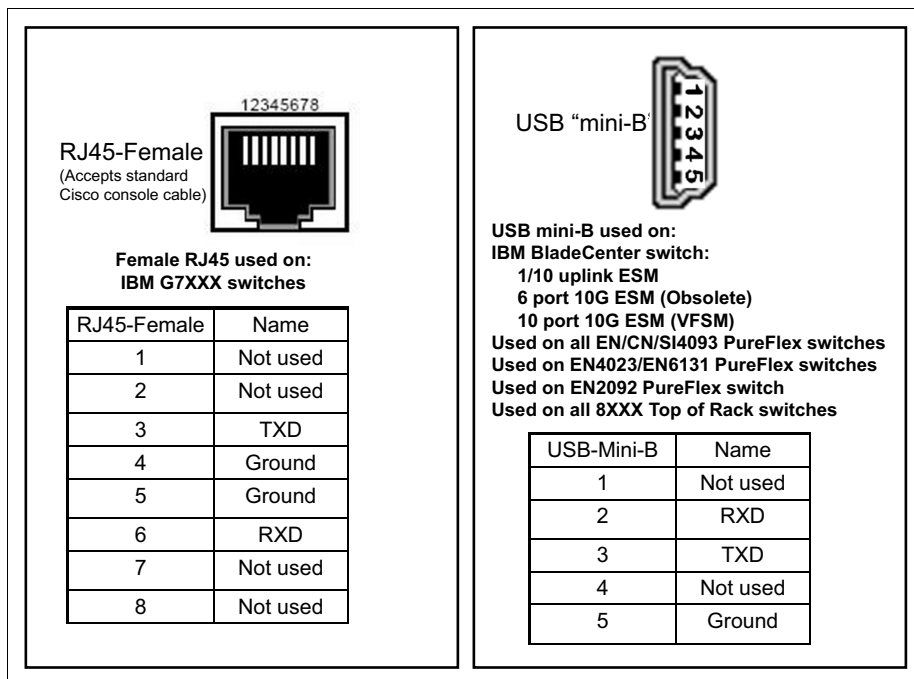 12345678
RJ45-Female
(Accepts standard
Cisco console cable)
Female RJ45 used on:
IBM G7XXX switches
RJ45-Female Name
1 Not used
2 Not used
3 TXD
4 Ground
5 Ground
6 RXD
7 Not used
8 Not used
USB “mini-B”
1
2
3
4
5
USB mini-B used on:
IBM BladeCenter switch:
1/10 uplink ESM
6 port 10G ESM (Obsolete)
10 port 10G ESM (VFSM)
Used on all EN/CN/SI4093 PureFlex switches
Used on EN4023/EN6131 PureFlex switches
Used on EN2092 PureFlex switch
Used on all 8XXX Top of Rack switches
USB-Mini-B Name
1 Not used
2 RXD
3 TXD
4 Not used
5 Ground